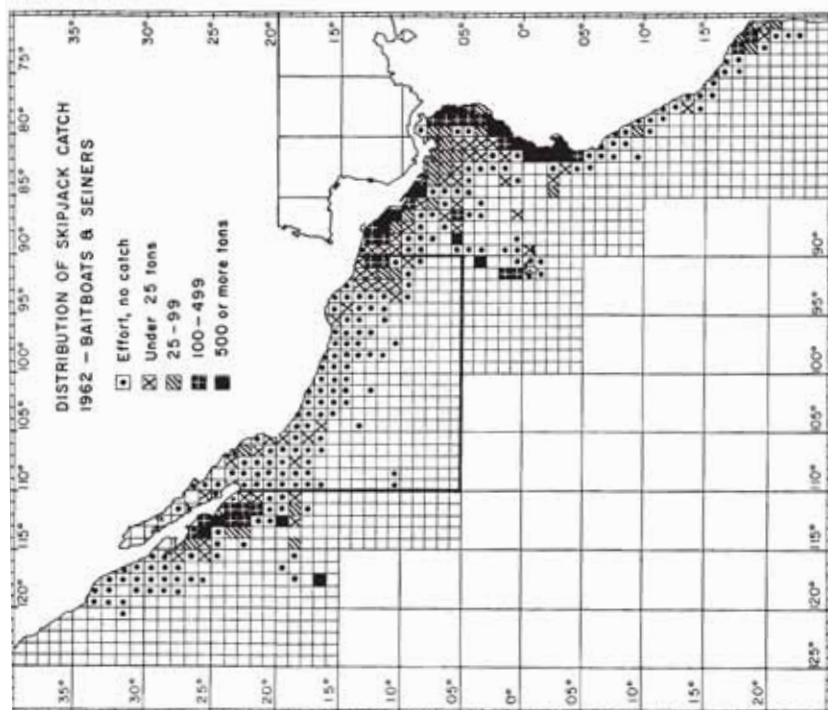 120° 115° 110° 105° 100° 95° 90° 85° 80° 75°
DISTRIBUTION OF SKIPJACK CATCH
1962 – BAITBOATS & SEINERS
Effort, no catch
Under 25 tons
25 – 99
100 – 499
500 or more tons
35° 35°
30° 30°
25° 25°
20° 20°
15°
10°
05° 05°
0° 0°
05° 05°
10° 10°
15° 15°
20°
125° 120° 115° 110° 105° 100° 95° 90°